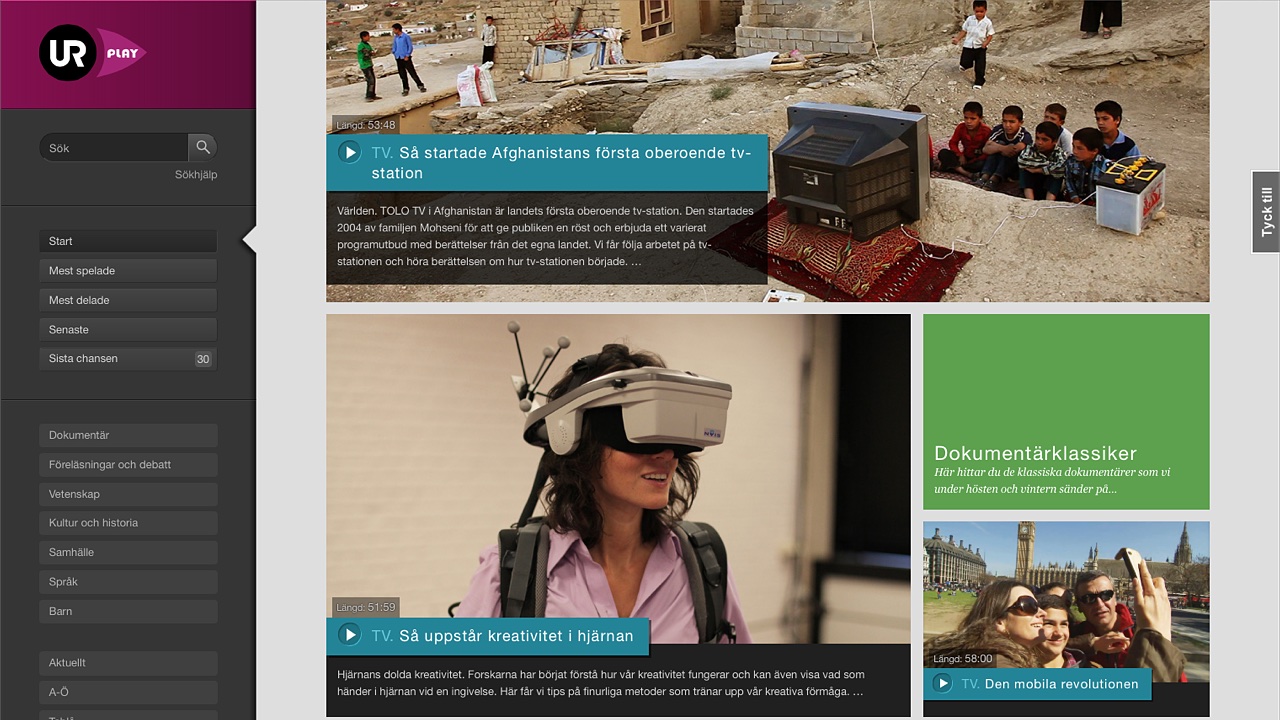 UR PLAY
Sök
Sökhjälp
Start
Mest spelade
Mest delade
Senaste
Sista chansen 30
Dokumentär
Föreläsningar och debatt
Vetenskap
Kultur och historia
Samhälle
Språk
Barn
Aktuellt
A-Ö
Längd: 53:48
TV. Så startade Afghanistans första oberoende tv-
station
Världen. TOLO TV i Afghanistan är landets första oberoende tv-station. Den startades
2004 av familjen Mohseni för att ge publiken en röst och erbjuda ett varierat
programutbud med berättelser från det egna landet. Vi får följa arbetet på tv-
stationen och höra berättelsen om hur tv-stationen började. …
Längd: 51:59
TV. Så uppstår kreativitet i hjärnan
Hjärnans dolda kreativitet. Forskarna har börjat förstå hur vår kreativitet fungerar och kan även visa vad som
händer i hjärnan vid en ingivelse. Här får vi tips på finurliga metoder som tränar upp vår kreativa förmåga. …
Dokumentärklassiker
Här hittar du de klassiska dokumentärer som vi
under hösten och vintern sänder på...
Längd: 58:00
TV. Den mobila revolutionen
Tyck till